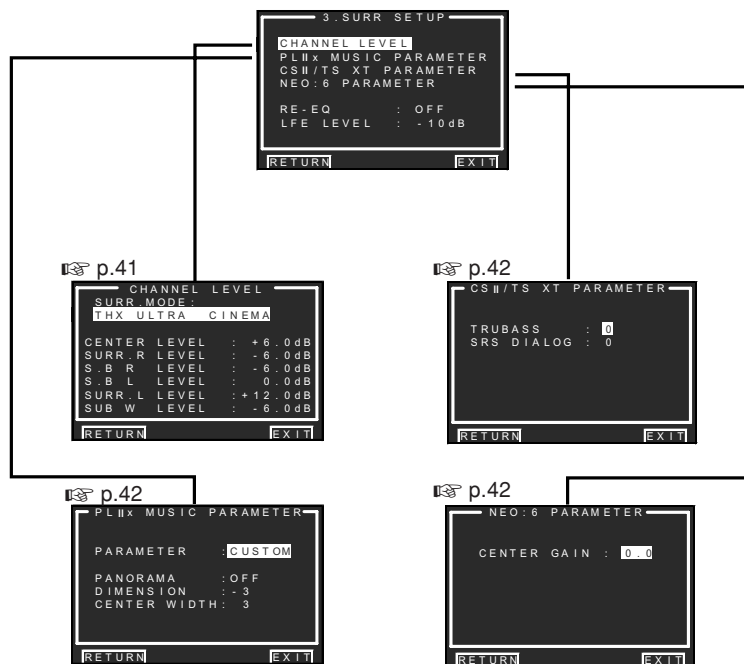 3.SURR SETUP
CHANNEL LEVEL
PLIIx MUSIC PARAMETER
CSII/TS XT PARAMETER
NEO:6 PARAMETER
RE-EQ : OFF
LFE LEVEL : -10dB
RETURN EXIT
☞ p.41
CHANNEL LEVEL
SURR.MODE:
THX ULTRA CINEMA
CENTER LEVEL : +6.0dB
SURR.R LEVEL : -6.0dB
S.B R LEVEL : -6.0dB
S.B L LEVEL : 0.0dB
SURR.L LEVEL :+12.0dB
SUB W LEVEL : -6.0dB
RETURN EXIT
☞ p.42
CSII/TS XT PARAMETER
TRUBASS : 0
SRS DIALOG : 0
RETURN EXIT
☞ p.42
PLIIx MUSIC PARAMETER
PARAMETER :CUSTOM
PANORAMA :OFF
DIMENSION :-3
CENTER WIDTH: 3
RETURN EXIT
☞ p.42
NEO:6 PARAMETER
CENTER GAIN : 0.0
RETURN EXIT